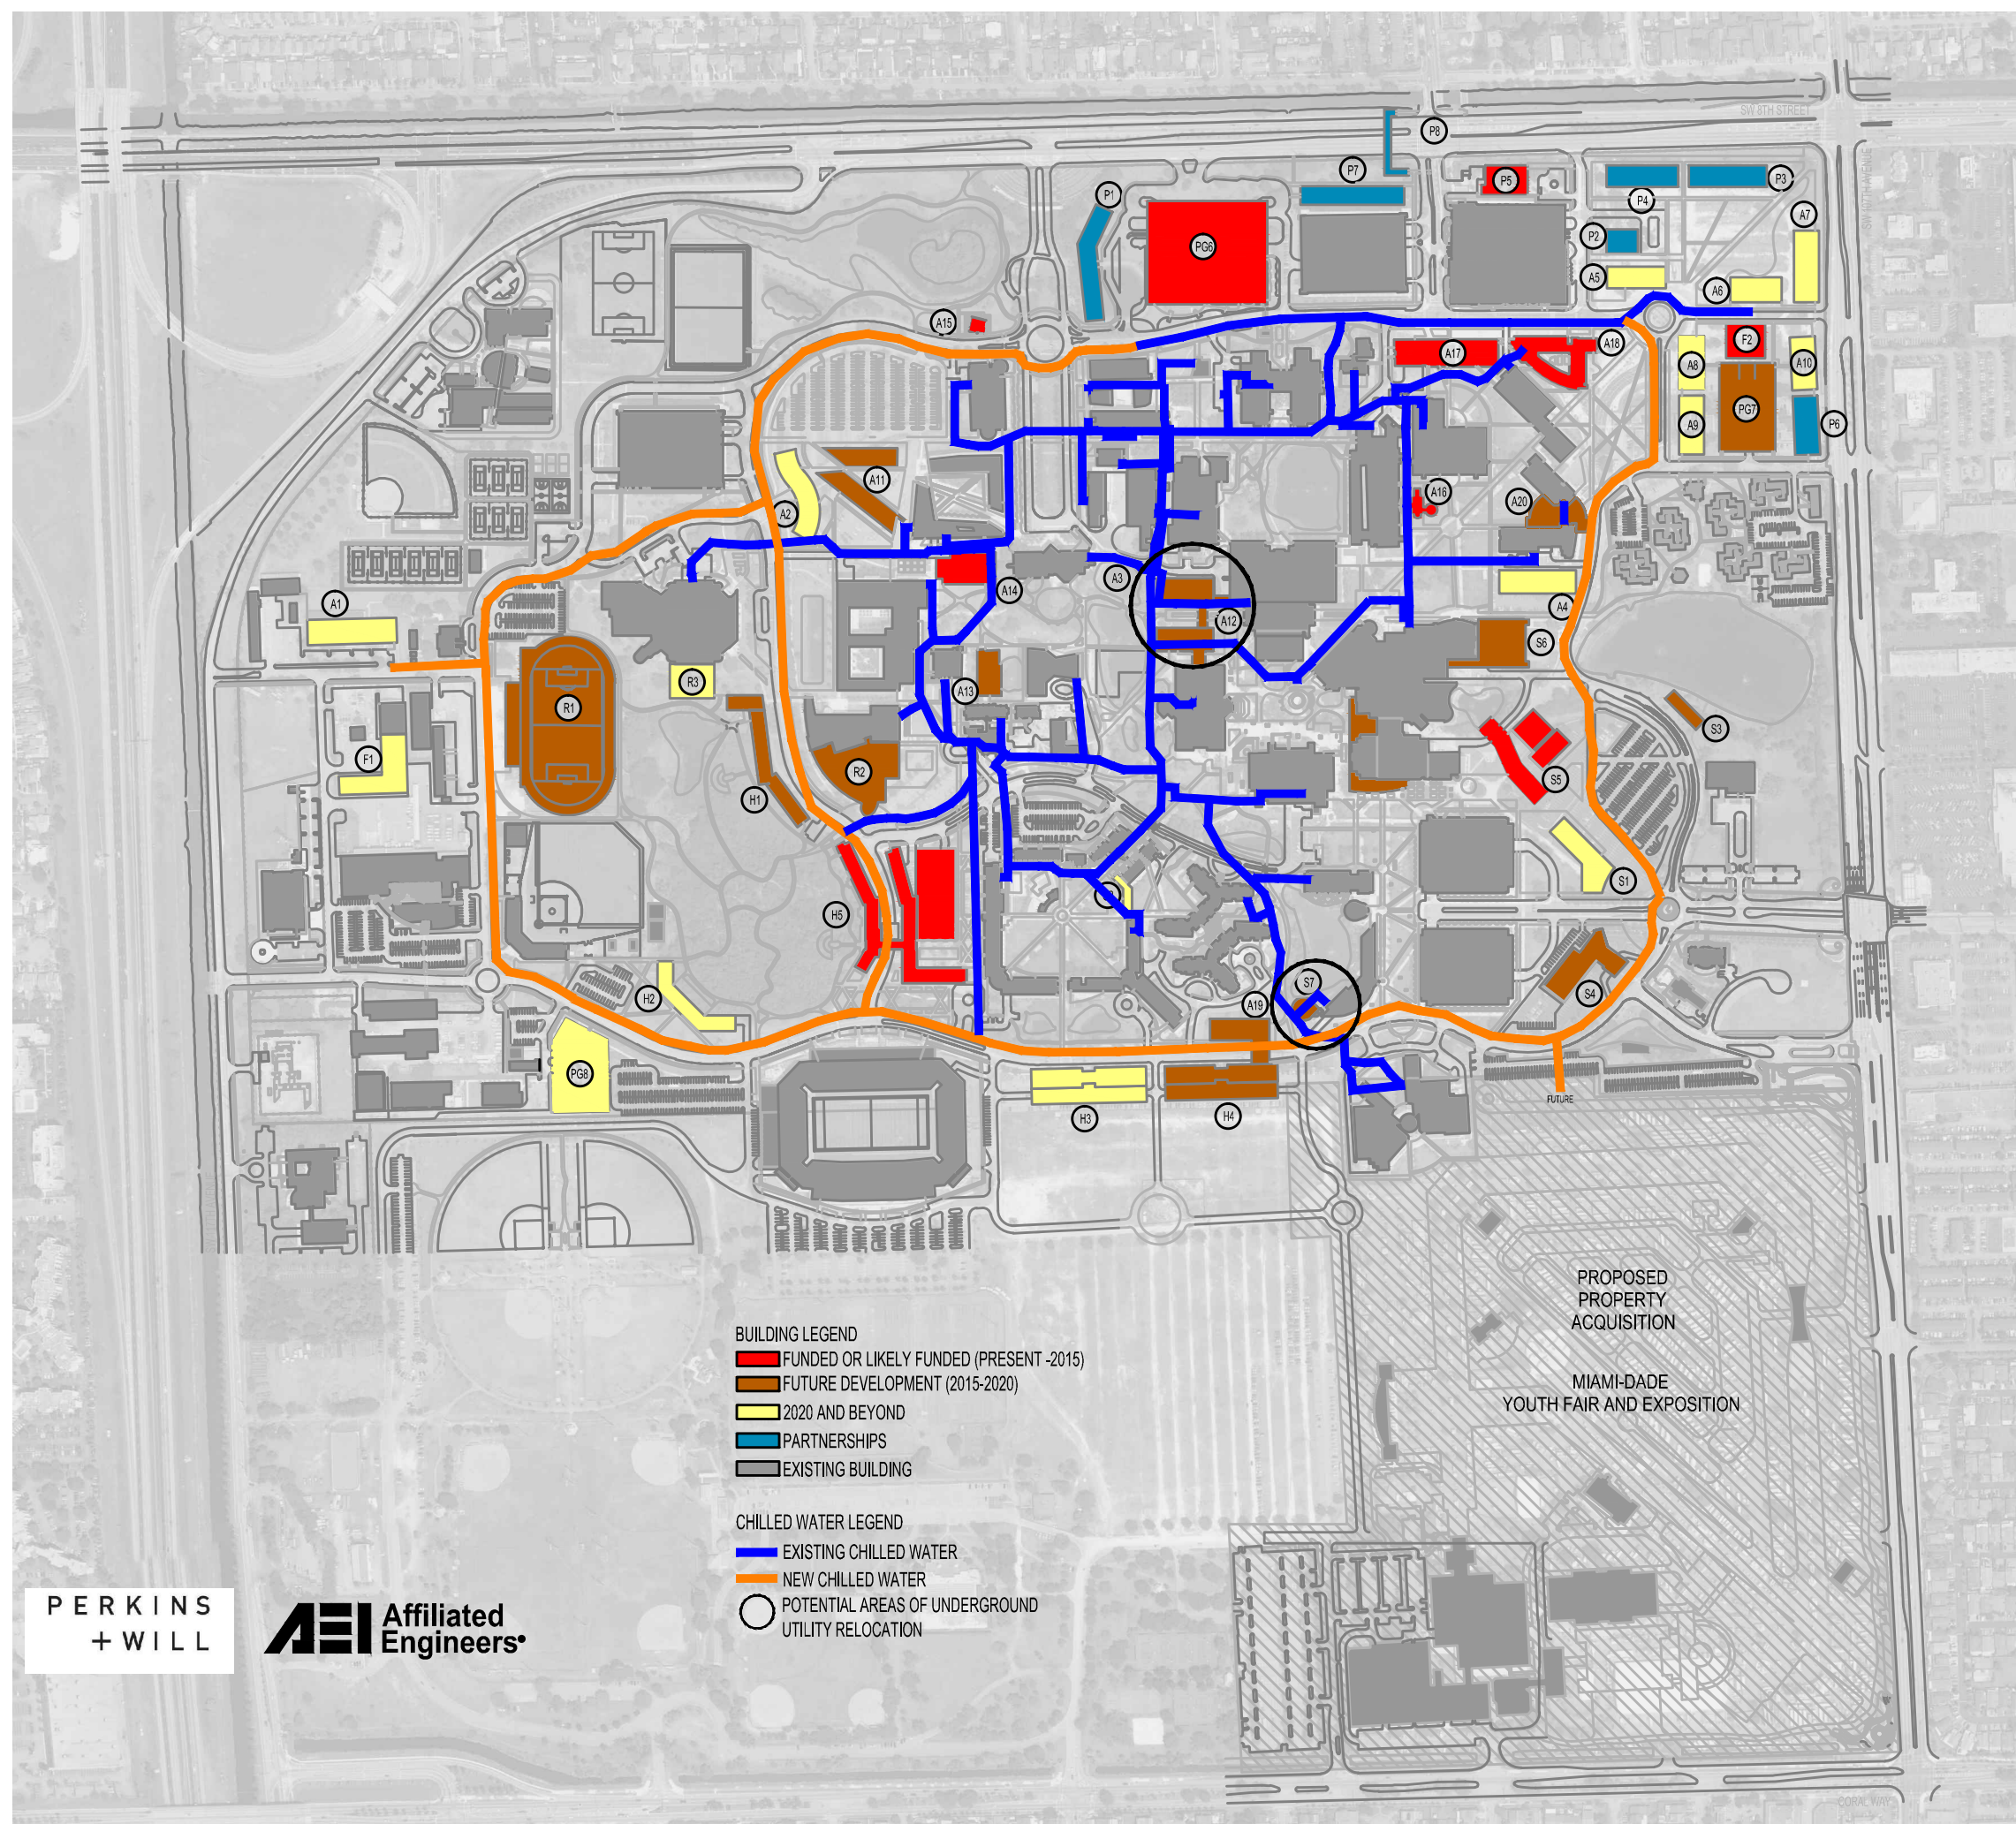 SW 8TH STREET
P8
P7
P5
P3
P1
P4
A7
P2
PG6
A5
A6
A15
F2
A18
A17
A8
A10
PG7
A9
P6
A11
A16
A20
A2
A3
A14
A1
A4
A12
S6
R3
A13
R1
S3
F1
R2
S5
H1
S1
H5
S7
S4
H2
A19
PG8
FUTURE
H3
H4
PROPOSED
PROPERTY
ACQUISITION
MIAMI-DADE
YOUTH FAIR AND EXPOSITION
BUILDING LEGEND
FUNDED OR LIKELY FUNDED (PRESENT -2015)
FUTURE DEVELOPMENT (2015-2020)
2020 AND BEYOND
PARTNERSHIPS
EXISTING BUILDING
CHILLED WATER LEGEND
EXISTING CHILLED WATER
NEW CHILLED WATER
POTENTIAL AREAS OF UNDERGROUND
UTILITY RELOCATION
PERKINS
+ WILL
AEI Affiliated
Engineers
CORAL WAY